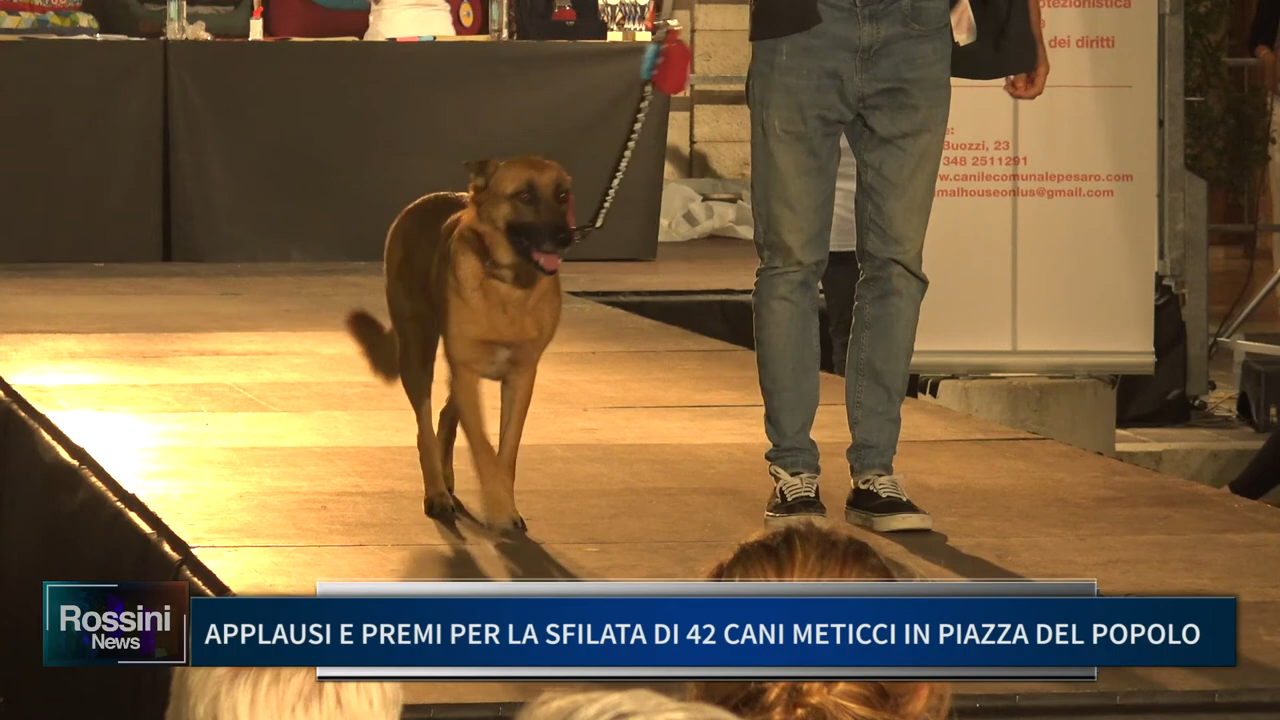 dei diritti
Buozzi, 23
348 2511291
w.canilecomunalepesaro.com
malhouseonlus@gmail.com
Rossini
News
APPLAUSI E PREMI PER LA SFILATA DI 42 CANI METICCI IN PIAZZA DEL POPOLO